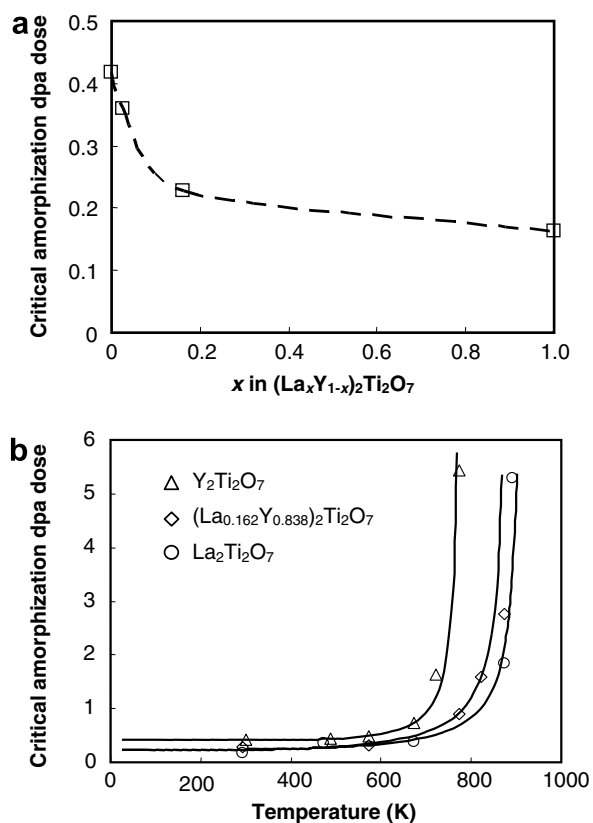 a
Critical amorphization dpa dose
0.5
0.4
0.3
0.2
0.1
0
0 0.2 0.4 0.6 0.8 1.0
x in (LaₓY₁₋ₓ)₂Ti₂O₇
b
Critical amorphization dpa dose
6
5
4
3
2
1
0
Y₂Ti₂O₇
(La₀.₁₆₂Y₀.₈₃₈)₂Ti₂O₇
La₂Ti₂O₇
0 200 400 600 800 1000
Temperature (K)